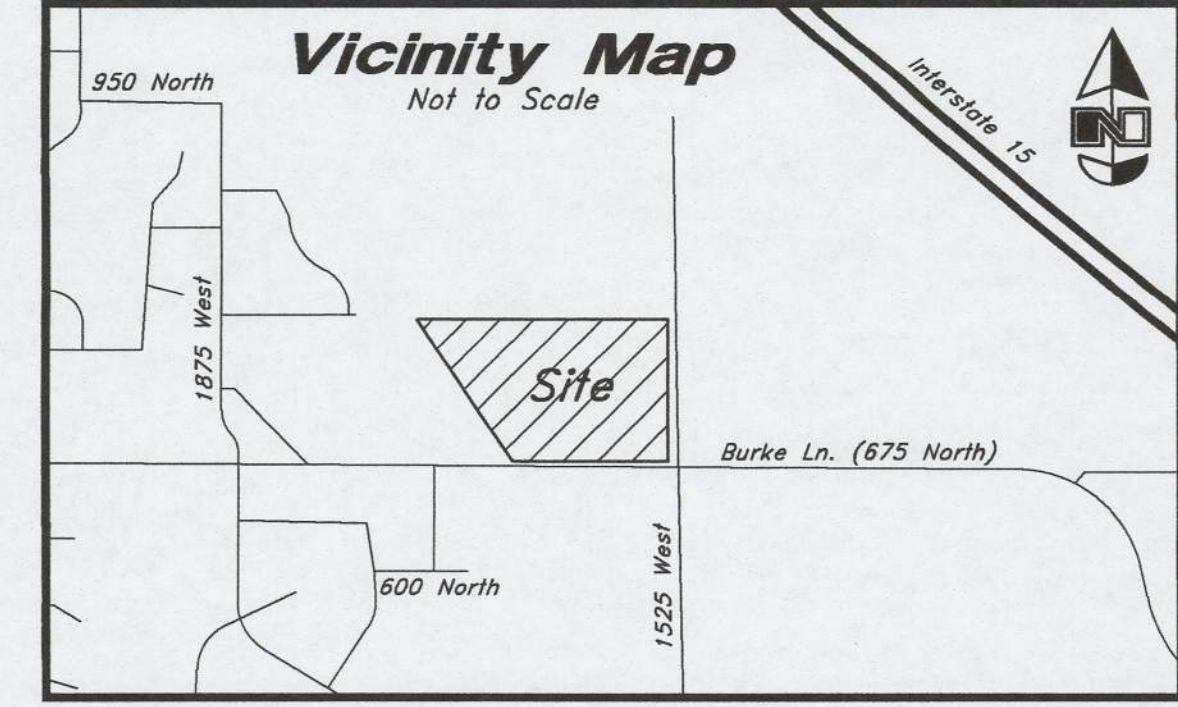 Vicinity Map
Not to Scale
950 North
Interstate 15
N
1875 West
Site
Burke Ln. (675 North)
1525 West
600 North